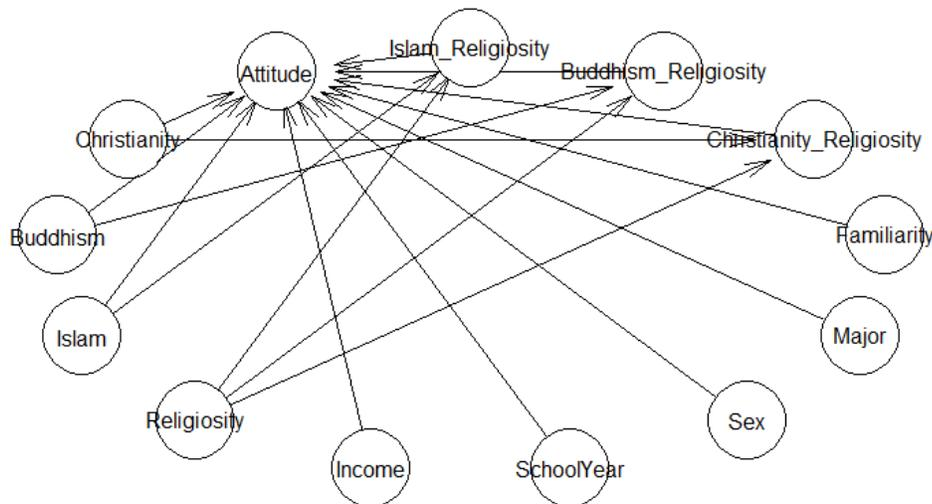 Islam_Religiosity
Attitude
Buddhism_Religiosity
Christianity
Christianity_Religiosity
Buddhism
Familiarity
Islam
Major
Religiosity
Sex
Income
SchoolYear